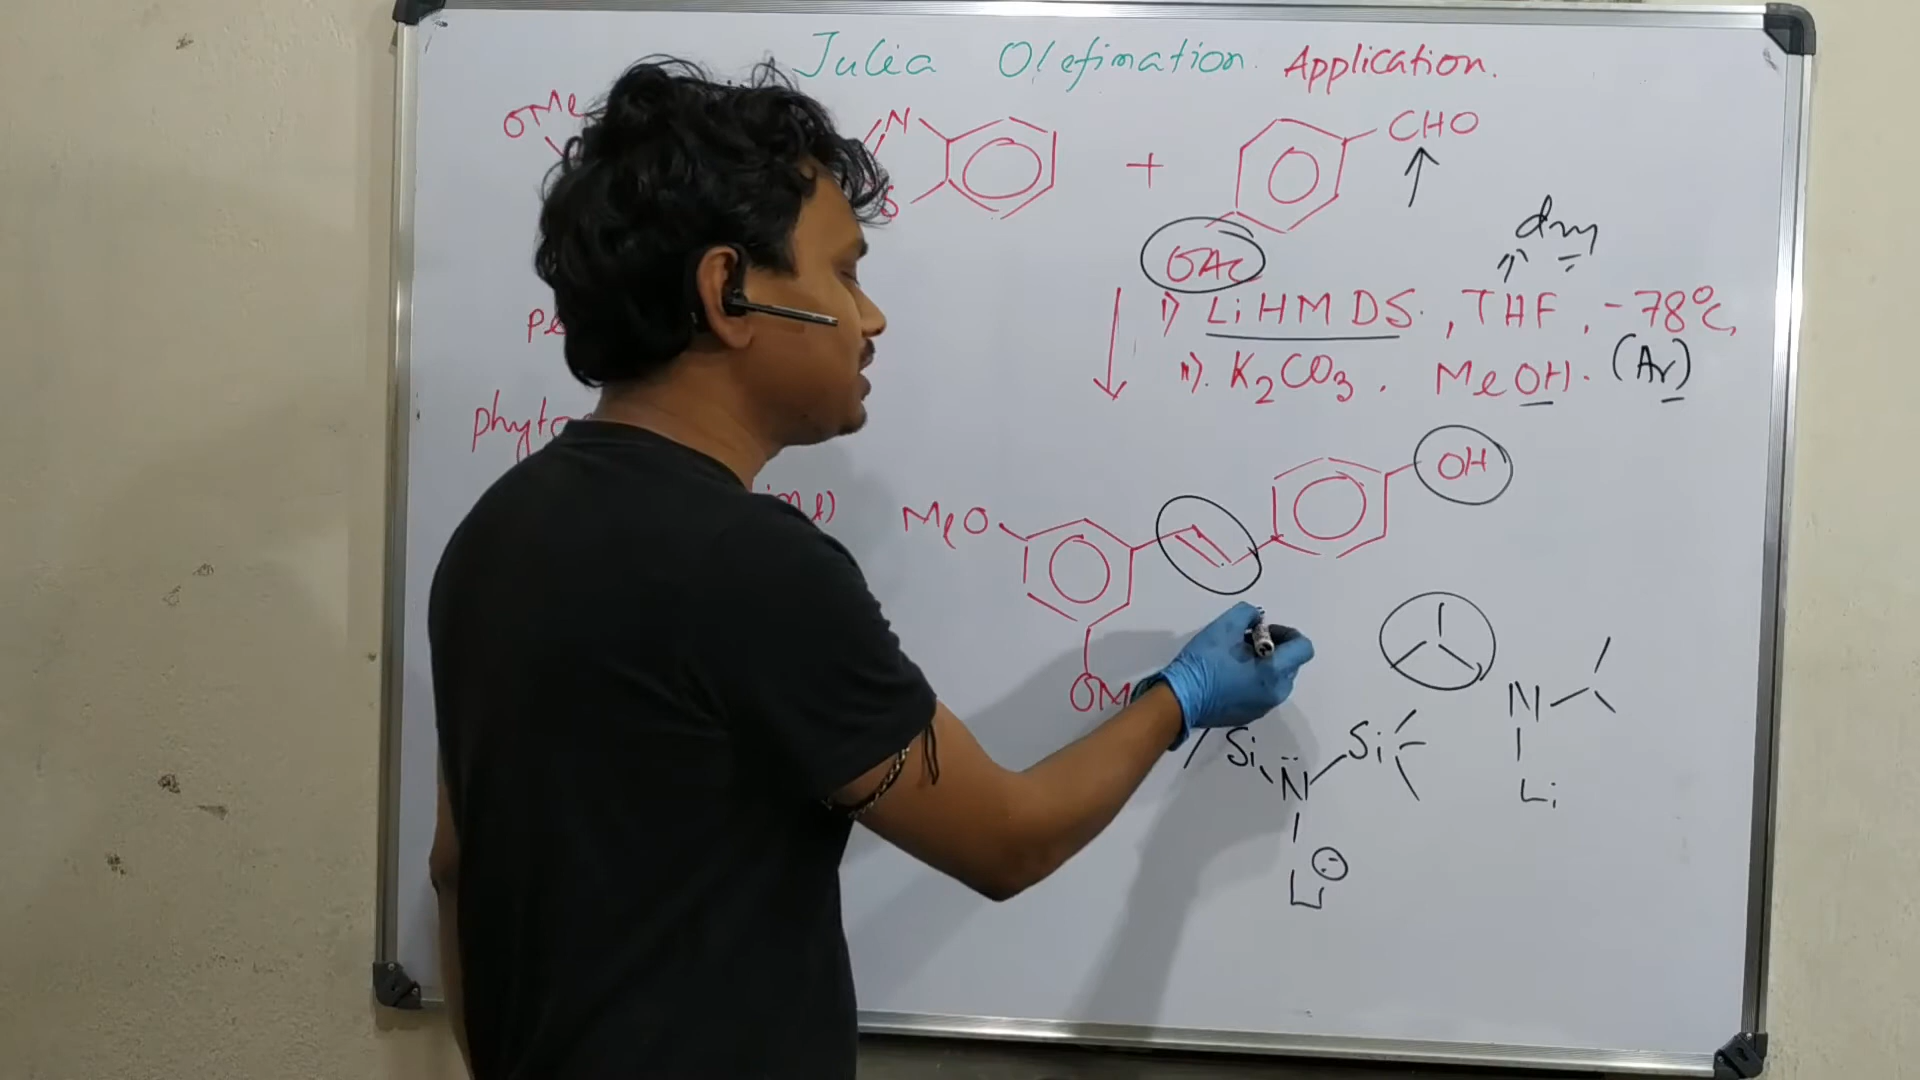 Julia Olefination Application.
OMe
N
S
+
CHO
dry
OAc
i) LiHMDS, THF, -78°C,
ii). K2CO3, MeOH. (Ar)
OH
MeO
N
Si N Si
Li
Li